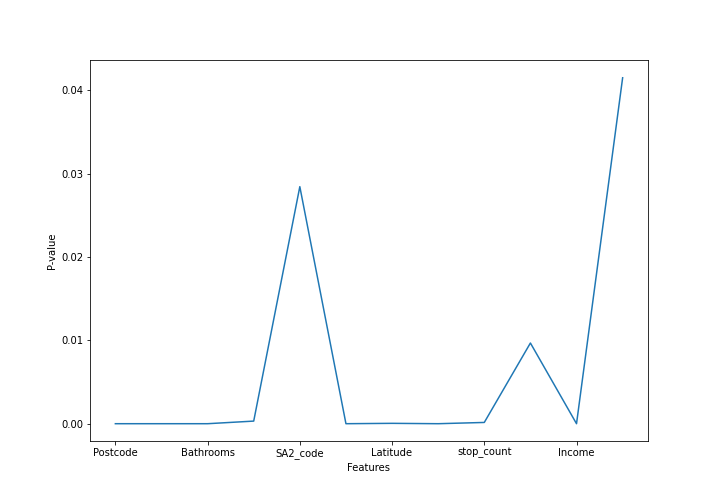 0.04
0.03
0.02
0.01
0.00
P-value
Postcode Bathrooms SA2_code Latitude stop_count Income
Features